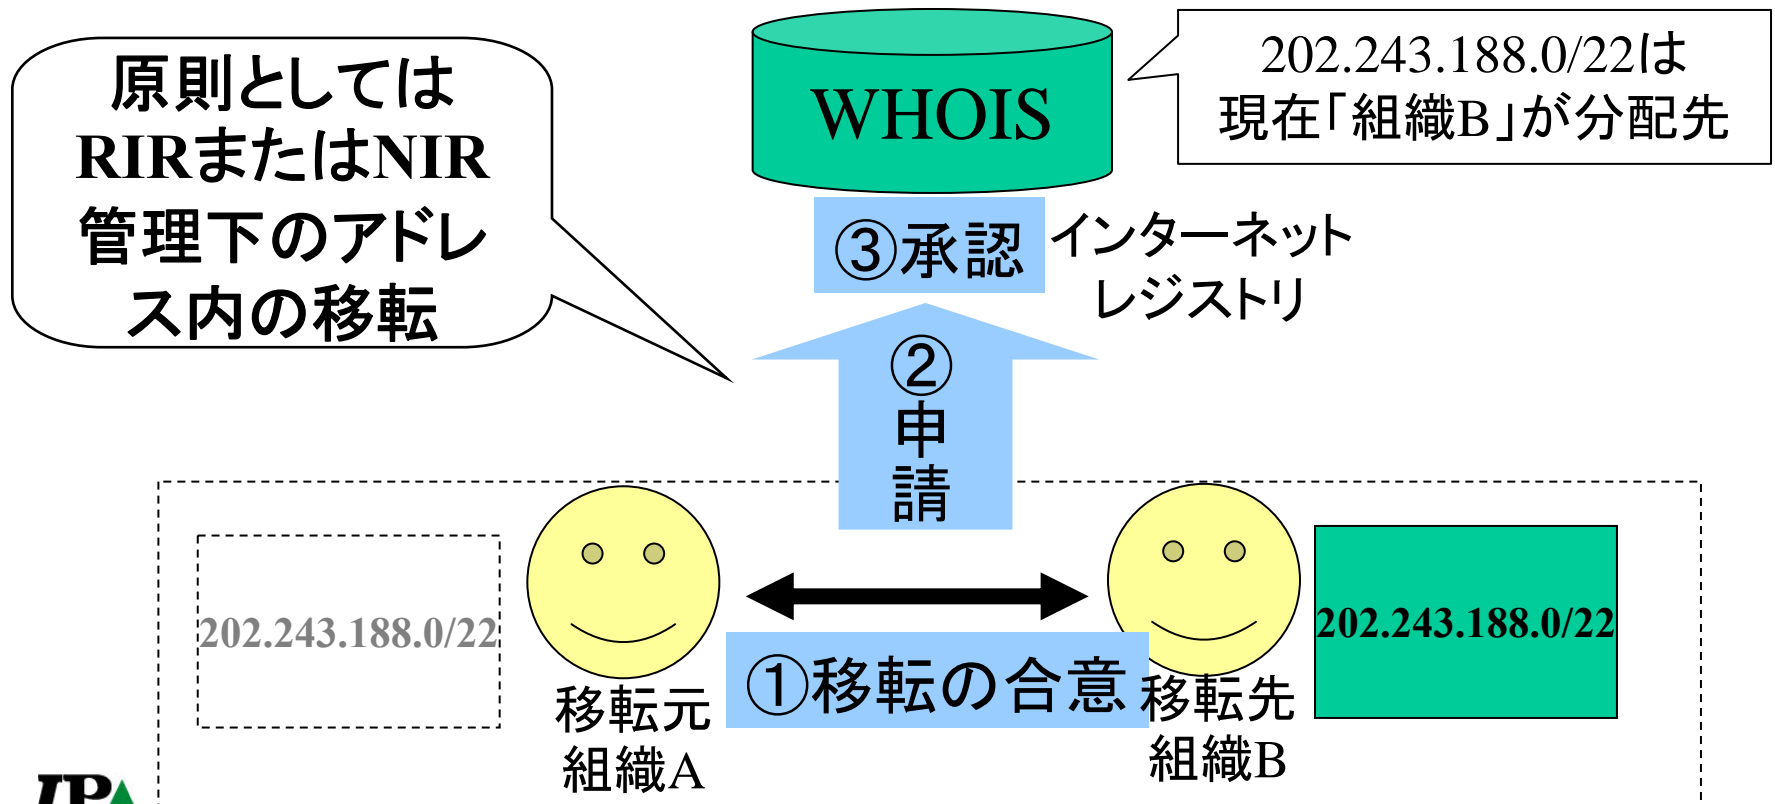 原則としては
RIRまたはNIR
管理下のアドレ
ス内の移転
WHOIS
202.243.188.0/22は
現在「組織B」が分配先
③承認
インターネット
レジストリ
②
申
請
202.243.188.0/22
移転元
組織A
①移転の合意
移転先
組織B
202.243.188.0/22